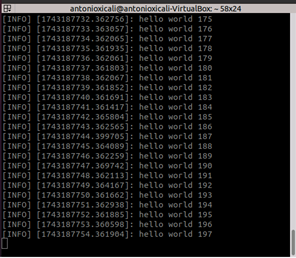 antonioxicali@antonioxicali-VirtualBox: ~ 58x24
[INFO] [1743187732.362756]: hello world 175
[INFO] [1743187733.363057]: hello world 176
[INFO] [1743187734.362065]: hello world 177
[INFO] [1743187735.361935]: hello world 178
[INFO] [1743187736.361754]: hello world 179
[INFO] [1743187737.361803]: hello world 180
[INFO] [1743187738.362067]: hello world 181
[INFO] [1743187739.361852]: hello world 182
[INFO] [1743187740.361691]: hello world 183
[INFO] [1743187741.361417]: hello world 184
[INFO] [1743187742.365804]: hello world 185
[INFO] [1743187743.362565]: hello world 186
[INFO] [1743187744.399785]: hello world 187
[INFO] [1743187745.364089]: hello world 188
[INFO] [1743187746.362259]: hello world 189
[INFO] [1743187747.369742]: hello world 190
[INFO] [1743187748.362113]: hello world 191
[INFO] [1743187749.364167]: hello world 192
[INFO] [1743187750.361662]: hello world 193
[INFO] [1743187751.362938]: hello world 194
[INFO] [1743187752.361885]: hello world 195
[INFO] [1743187753.360598]: hello world 196
[INFO] [1743187754.361904]: hello world 197